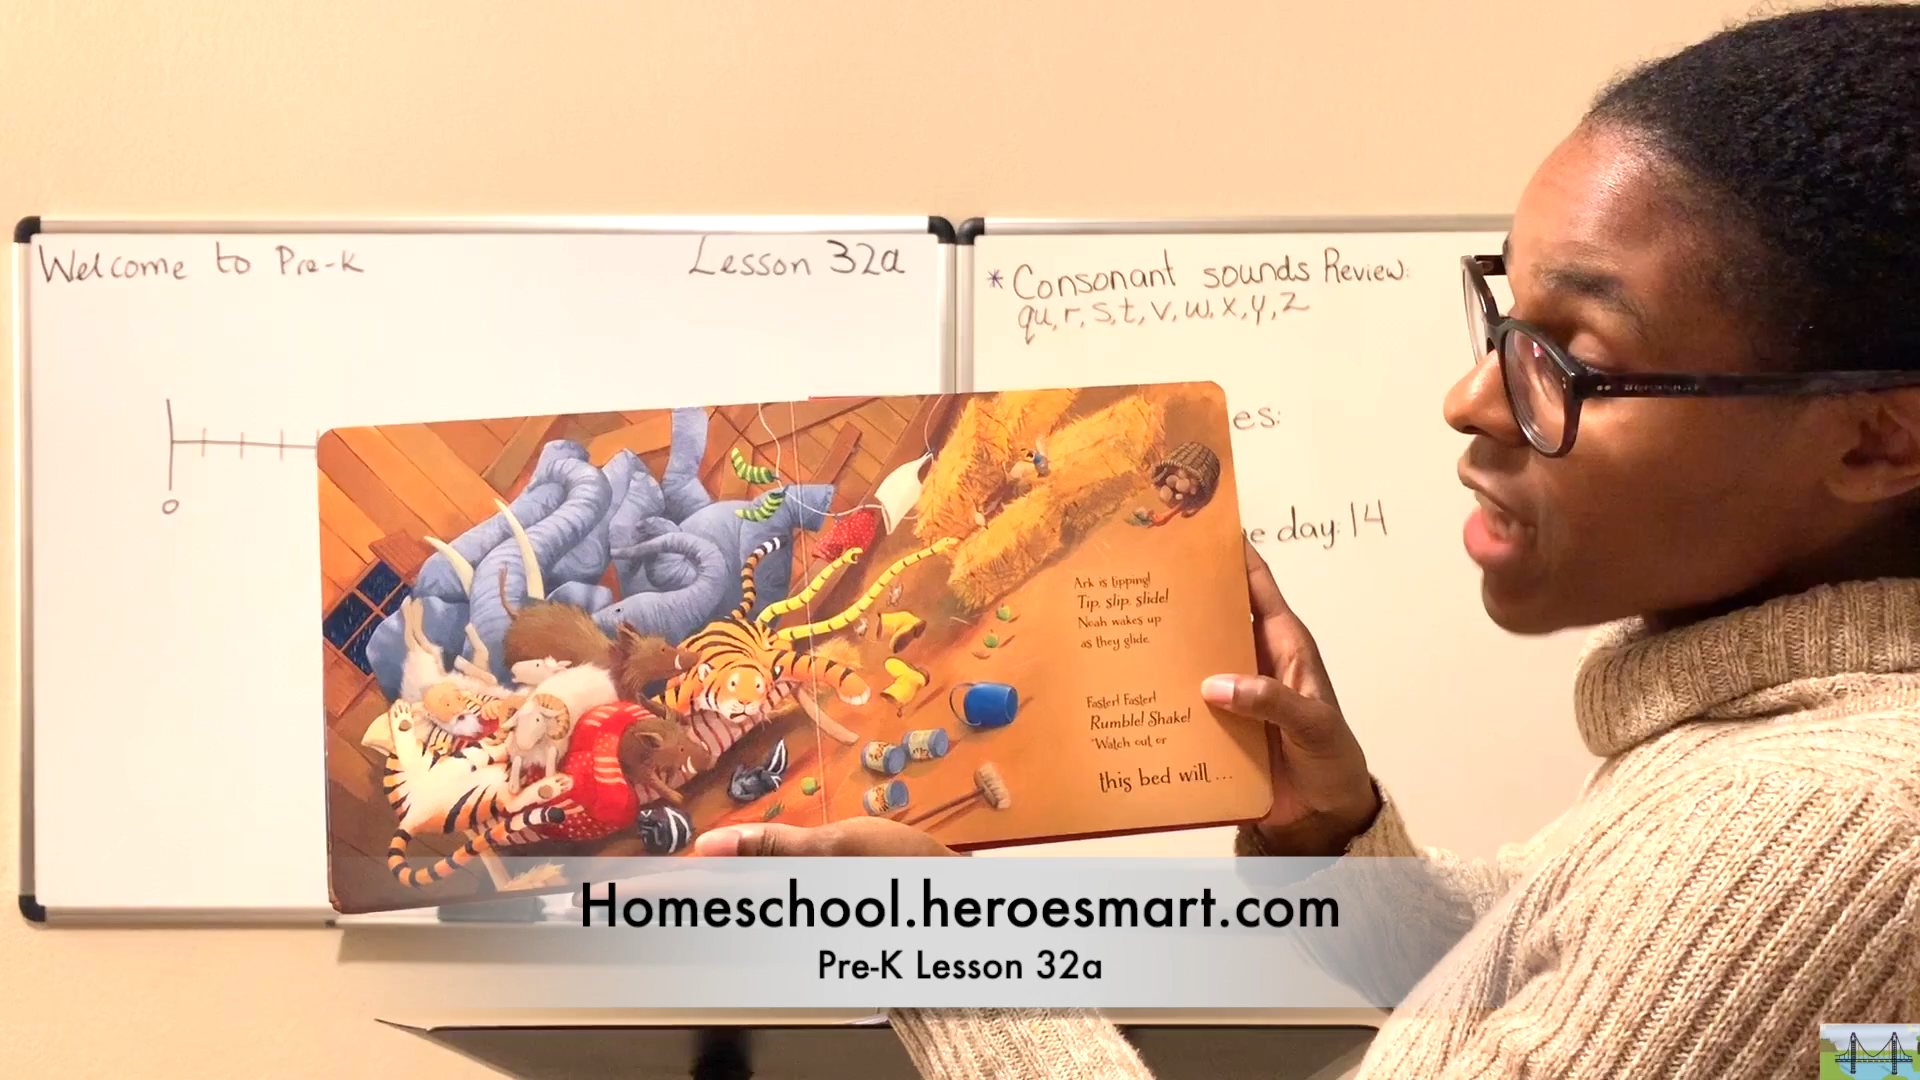 Welcome to Pre-K
Lesson 32a
* Consonant sounds Review:
qu, r, s, t, v, w, x, y, z
es:
e day: 14
0
Ark is tipping!
Tip, slip, slide!
Noah wakes up
as they glide.
Faster! Faster!
Rumble! Shake!
"Watch out or
this bed will ...
Homeschool.heroesmart.com
Pre-K Lesson 32a